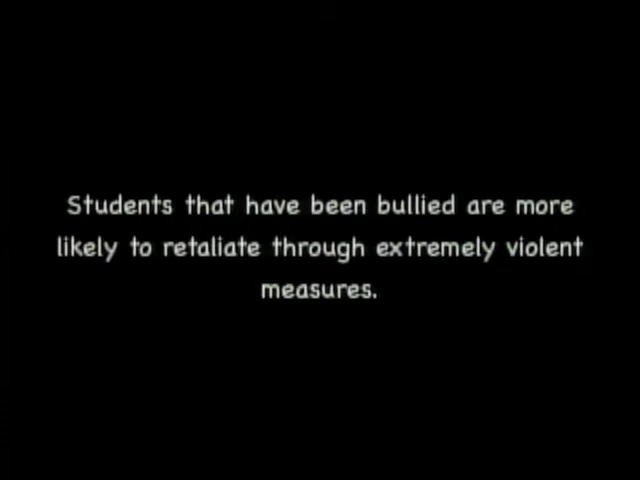 Students that have been bullied are more
likely to retaliate through extremely violent
measures.